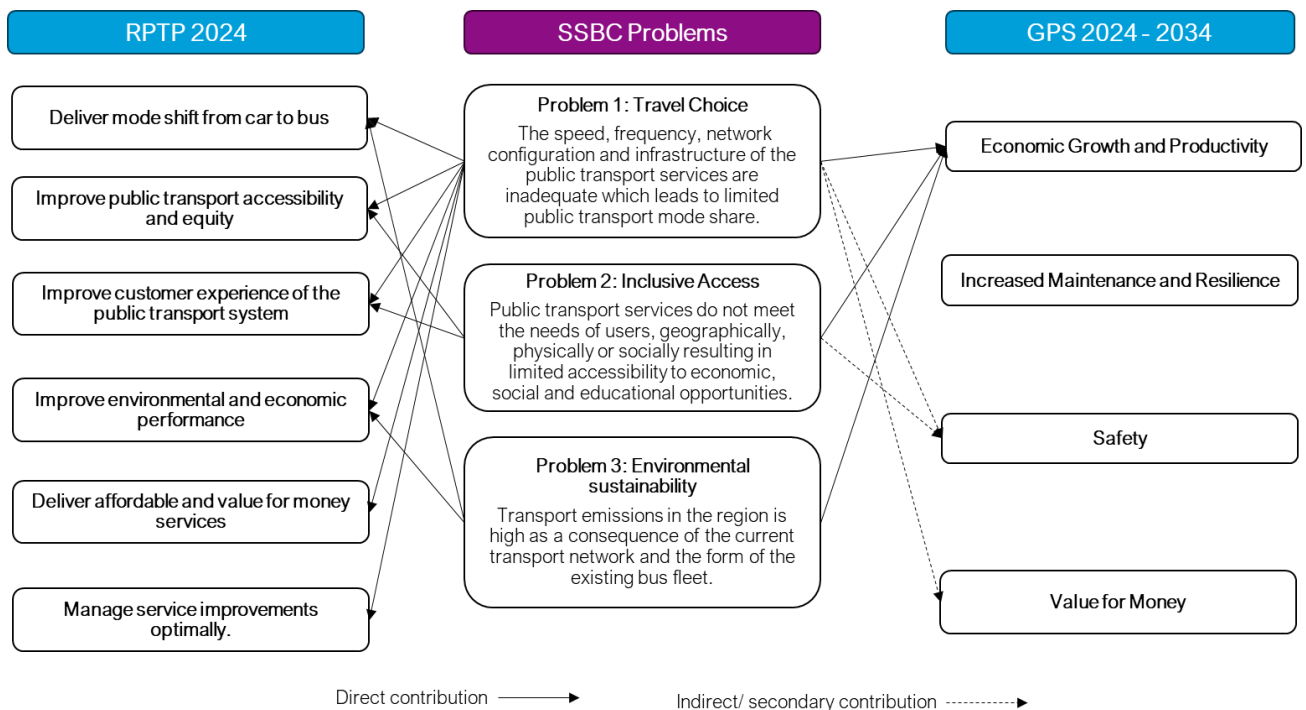 RPTP 2024
SSBC Problems
GPS 2024 - 2034
Deliver mode shift from car to bus
Improve public transport accessibility
and equity
Improve customer experience of the
public transport system
Improve environmental and economic
performance
Deliver affordable and value for money
services
Manage service improvements
optimally.
Problem 1: Travel Choice
The speed, frequency, network
configuration and infrastructure of the
public transport services are
inadequate which leads to limited
public transport mode share.
Problem 2: Inclusive Access
Public transport services do not meet
the needs of users, geographically,
physically or socially resulting in
limited accessibility to economic,
social and educational opportunities.
Problem 3: Environmental
sustainability
Transport emissions in the region is
high as a consequence of the current
transport network and the form of the
existing bus fleet.
Economic Growth and Productivity
Increased Maintenance and Resilience
Safety
Value for Money
Direct contribution
Indirect/ secondary contribution